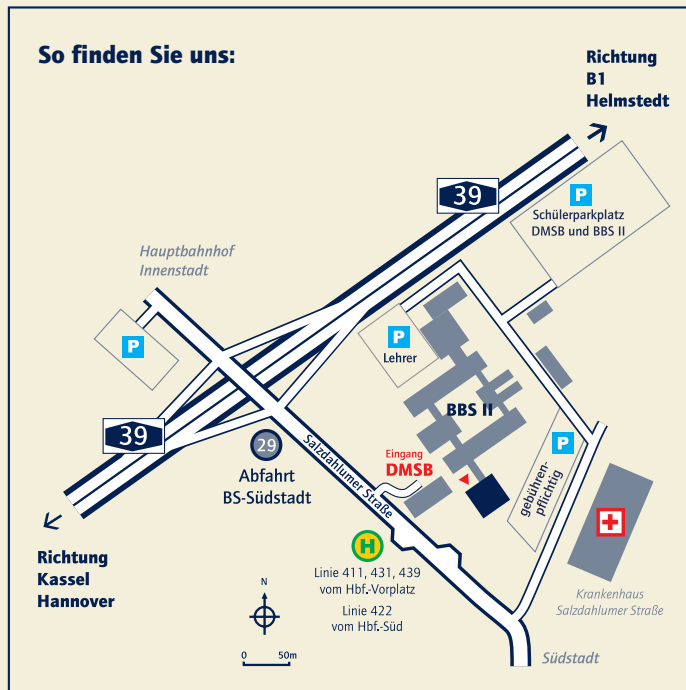 So finden Sie uns:
Richtung
B1
Helmstedt
39
P
Schülerparkplatz
DMSB und BBS II
Hauptbahnhof
Innenstadt
P
P
Lehrer
BBS II
39
29
Abfahrt
BS-Südstadt
Salzdahlumer Straße
Eingang
DMSB
P
gebühren-
pflichtig
H
Linie 411, 431, 439
vom Hbf.-Vorplatz
Linie 422
vom Hbf.-Süd
Richtung
Kassel
Hannover
N
0 50m
Krankenhaus
Salzdahlumer Straße
Südstadt